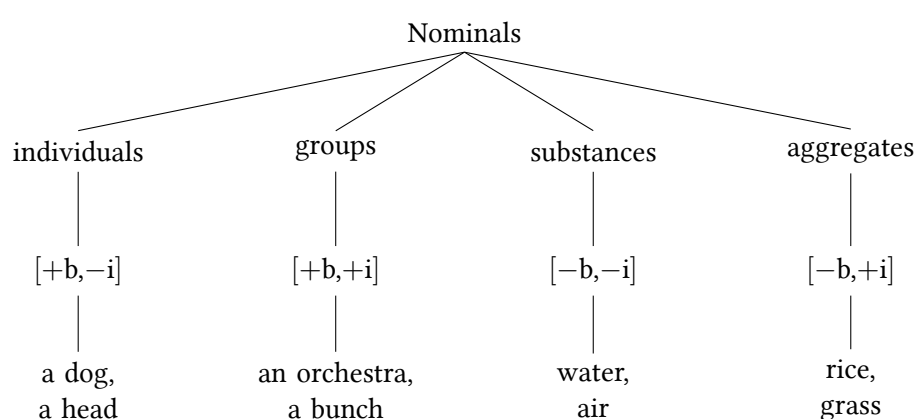 Nominals
individuals groups substances aggregates
[+b,−i] [+b,+i] [−b,−i] [−b,+i]
a dog, an orchestra, water, rice,
a head a bunch air grass